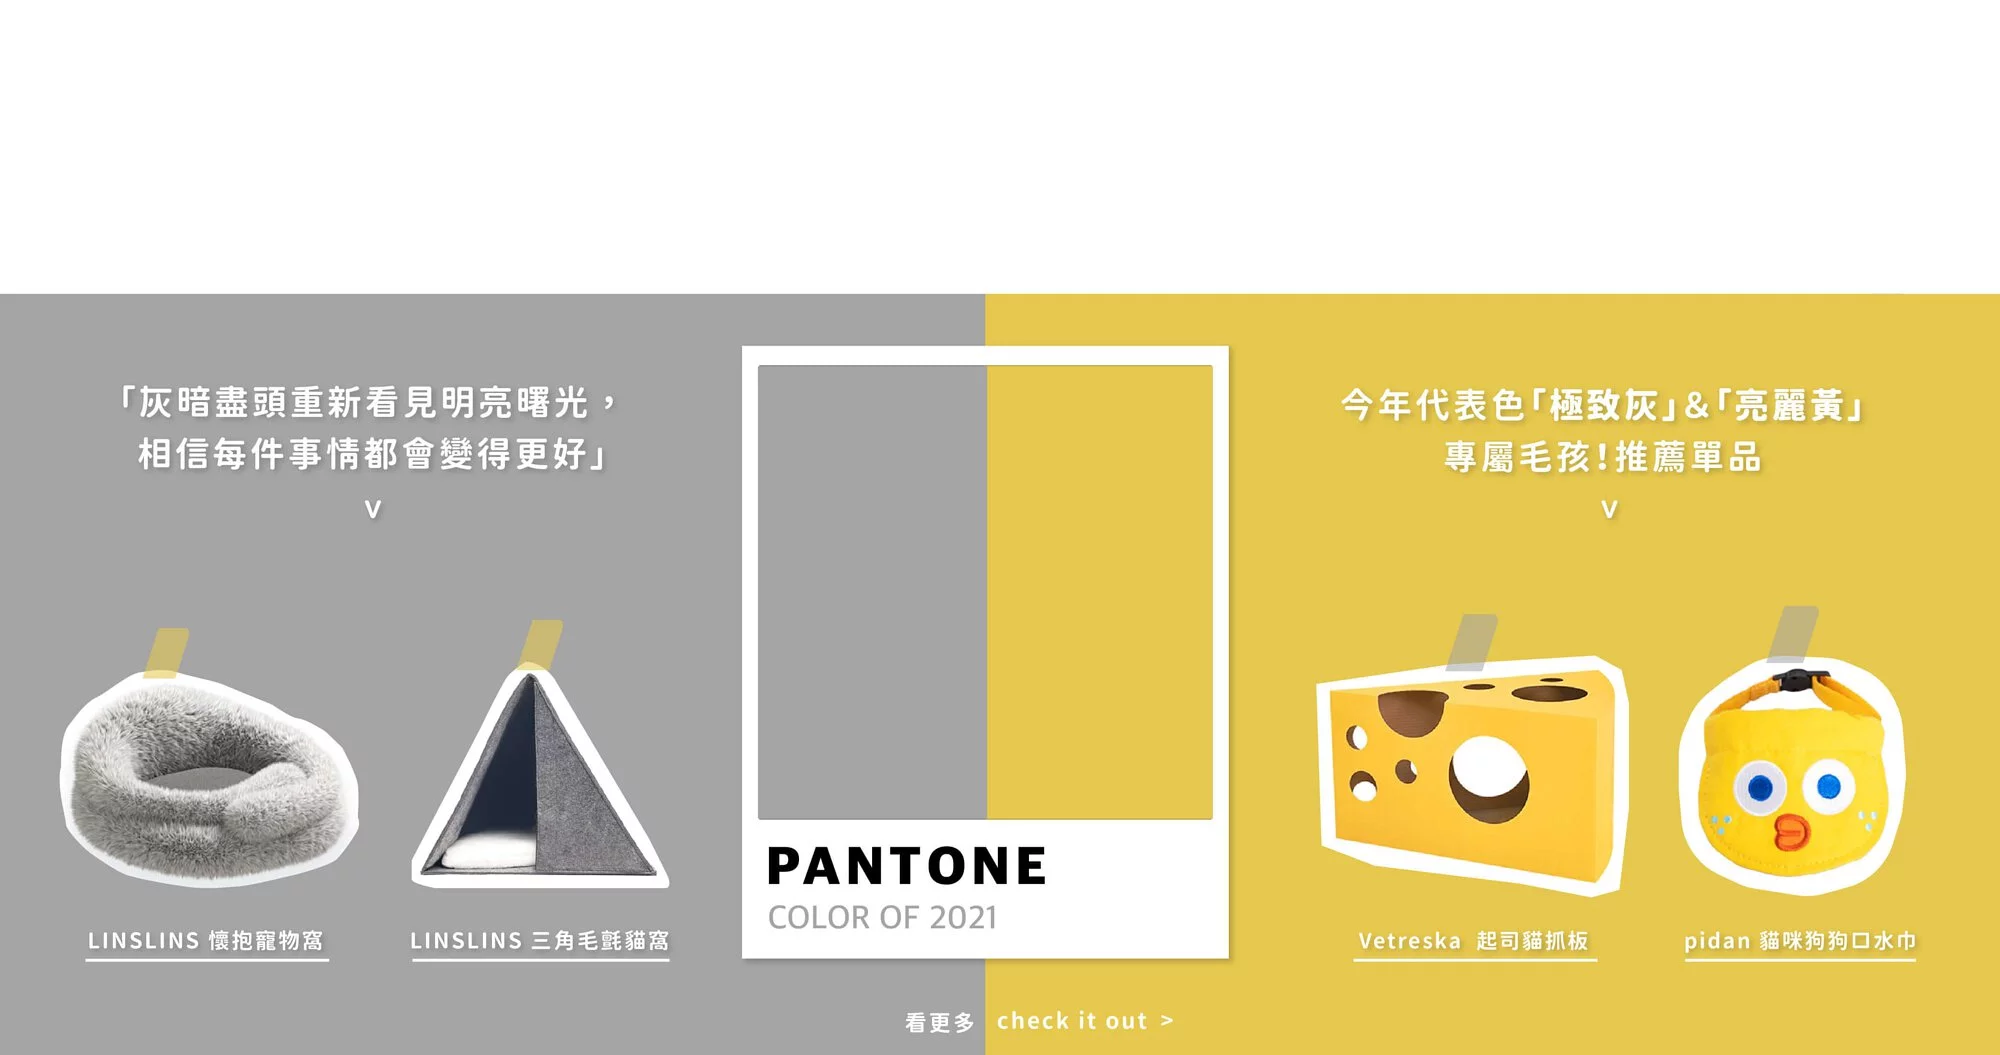 「灰暗盡頭重新看見明亮曙光，
相信每件事情都會變得更好」
v
今年代表色「極致灰」&「亮麗黃」
專屬毛孩！推薦單品
v
PANTONE
COLOR OF 2021
LINSLINS 懷抱寵物窩
LINSLINS 三角毛氈貓窩
Vetreska 起司貓抓板
pidan 貓咪狗狗口水巾
看更多 check it out >